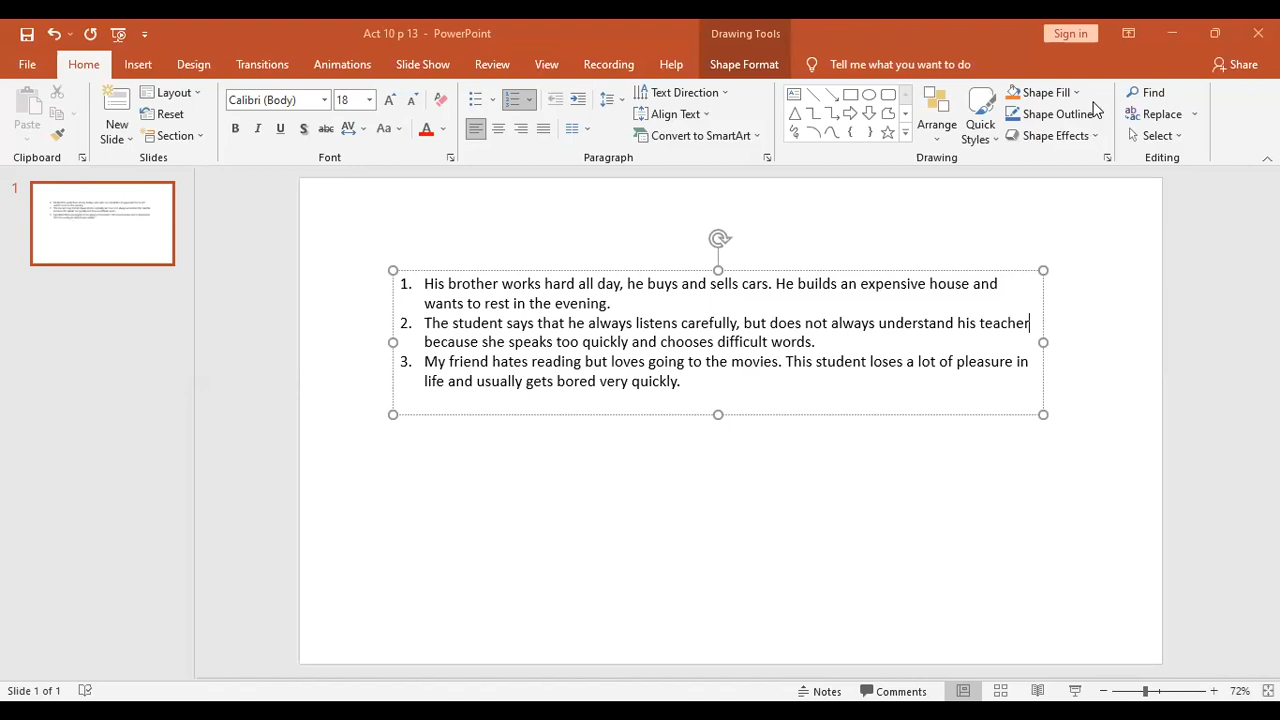 Act 10 p 13 - PowerPoint
Drawing Tools
Sign in
File Home Insert Design Transitions Animations Slide Show Review View Recording Help Shape Format Tell me what you want to do Share
Paste
Clipboard
New Slide
Layout
Reset
Section
Slides
Calibri (Body) 18
B I U S abc AV Aa A
Font
Text Direction
Align Text
Convert to SmartArt
Paragraph
Arrange
Quick Styles
Shape Fill
Shape Outline
Shape Effects
Drawing
Find
Replace
Select
Editing
1
1. His brother works hard all day, he buys and sells cars. He builds an expensive house and
wants to rest in the evening.
2. The student says that he always listens carefully, but does not always understand his teacher
because she speaks too quickly and chooses difficult words.
3. My friend hates reading but loves going to the movies. This student loses a lot of pleasure in
life and usually gets bored very quickly.
Slide 1 of 1 Notes Comments 72%